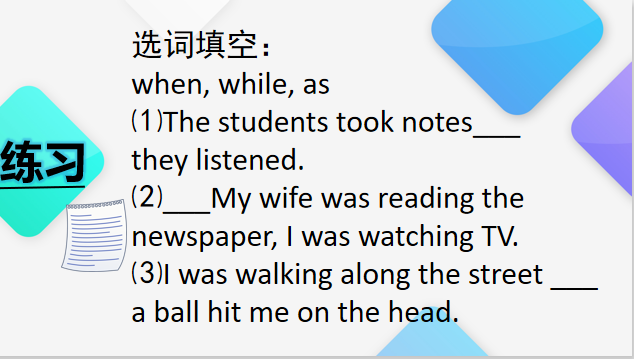 练习
选词填空：
when, while, as
⑴The students took notes___
they listened.
⑵___My wife was reading the
newspaper, I was watching TV.
⑶I was walking along the street ___
a ball hit me on the head.